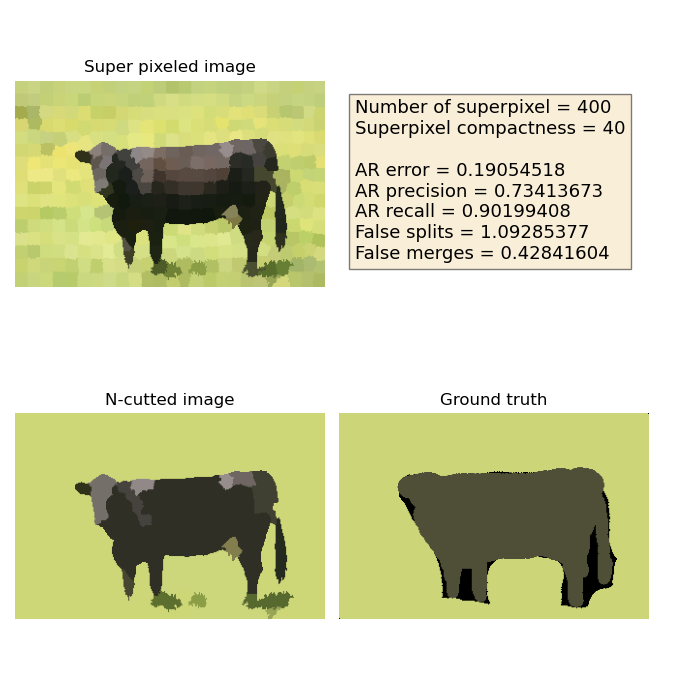 Super pixeled image
Number of superpixel = 400
Superpixel compactness = 40
AR error = 0.19054518
AR precision = 0.73413673
AR recall = 0.90199408
False splits = 1.09285377
False merges = 0.42841604
N-cutted image
Ground truth